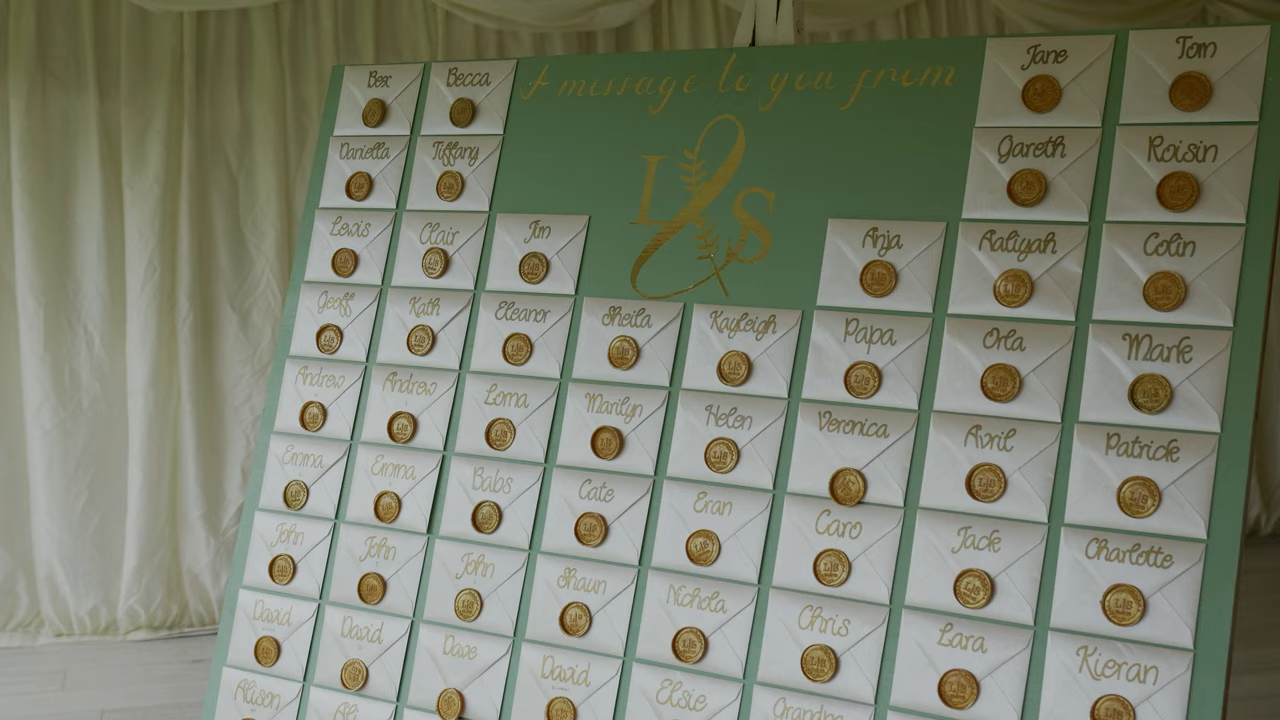 A message to you from
L & S
Bex Becca Jane Tom
Daniella Tiffany Gareth Roisin
Lewis Clair Jim Anja Aaliyah Colin
Geoff Kath Eleanor Sheila Kayleigh Papa Orla Mark
Andrew Andrew Lorna Marilyn Helen Veronica Avril Patrick
Emma Emma Babs Cate Eran Caro Jack Charlotte
John John John Shaun Nichola Chris Lara Kieran
David David Dave David Elsie
Alison Ali